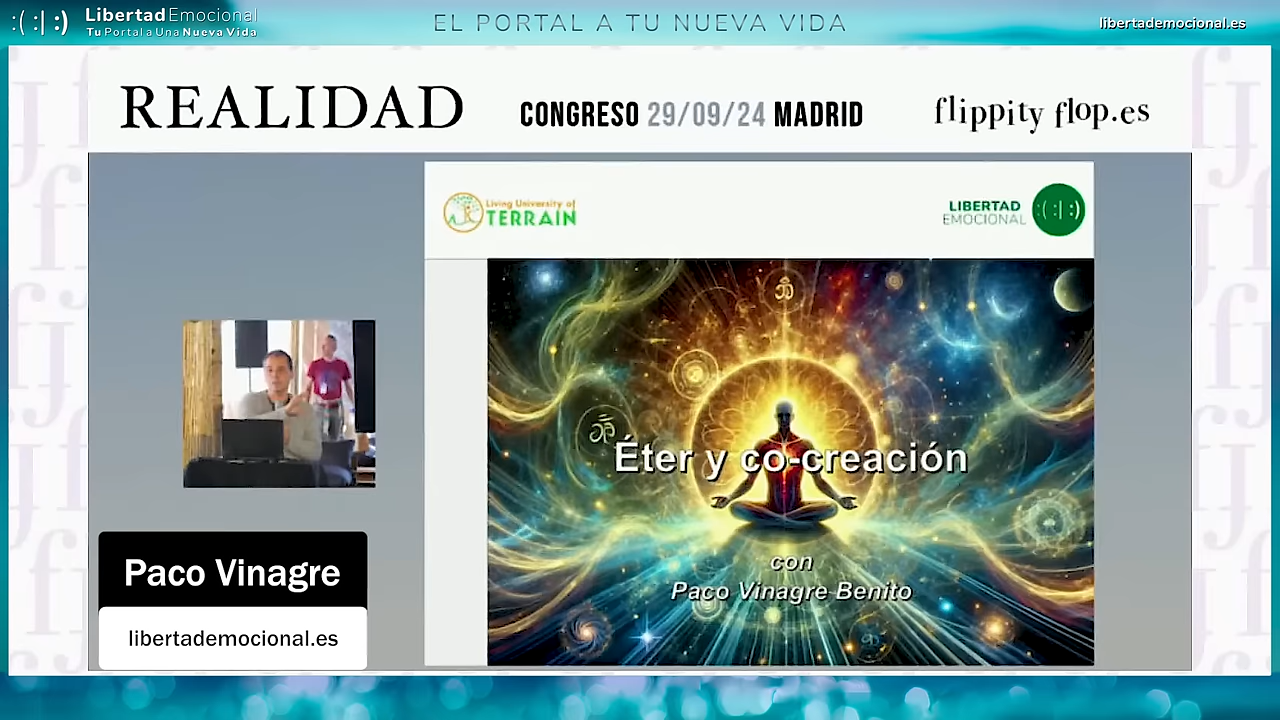 :(:|:) LibertadEmocional
Tu Portal a Una Nueva Vida
EL PORTAL A TU NUEVA VIDA
libertademocional.es
REALIDAD
CONGRESO 29/09/24 MADRID
flippity flop.es
Living University of
TERRAIN
LIBERTAD
EMOCIONAL
:(:|:)
Éter y co-creación
con
Paco Vinagre Benito
Paco Vinagre
libertademocional.es